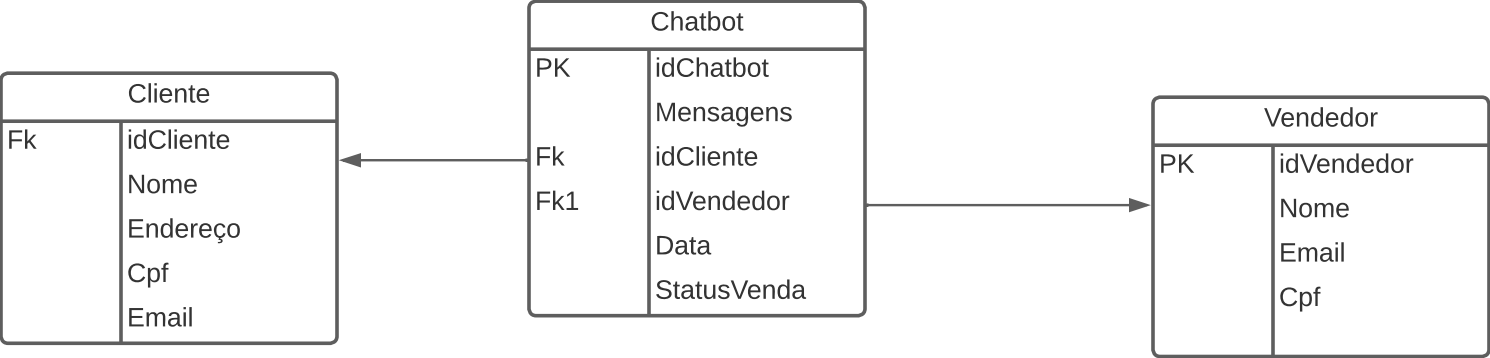 Cliente
Fk idCliente
Nome
Endereço
Cpf
Email
Chatbot
PK idChatbot
Mensagens
Fk idCliente
Fk1 idVendedor
Data
StatusVenda
Vendedor
PK idVendedor
Nome
Email
Cpf